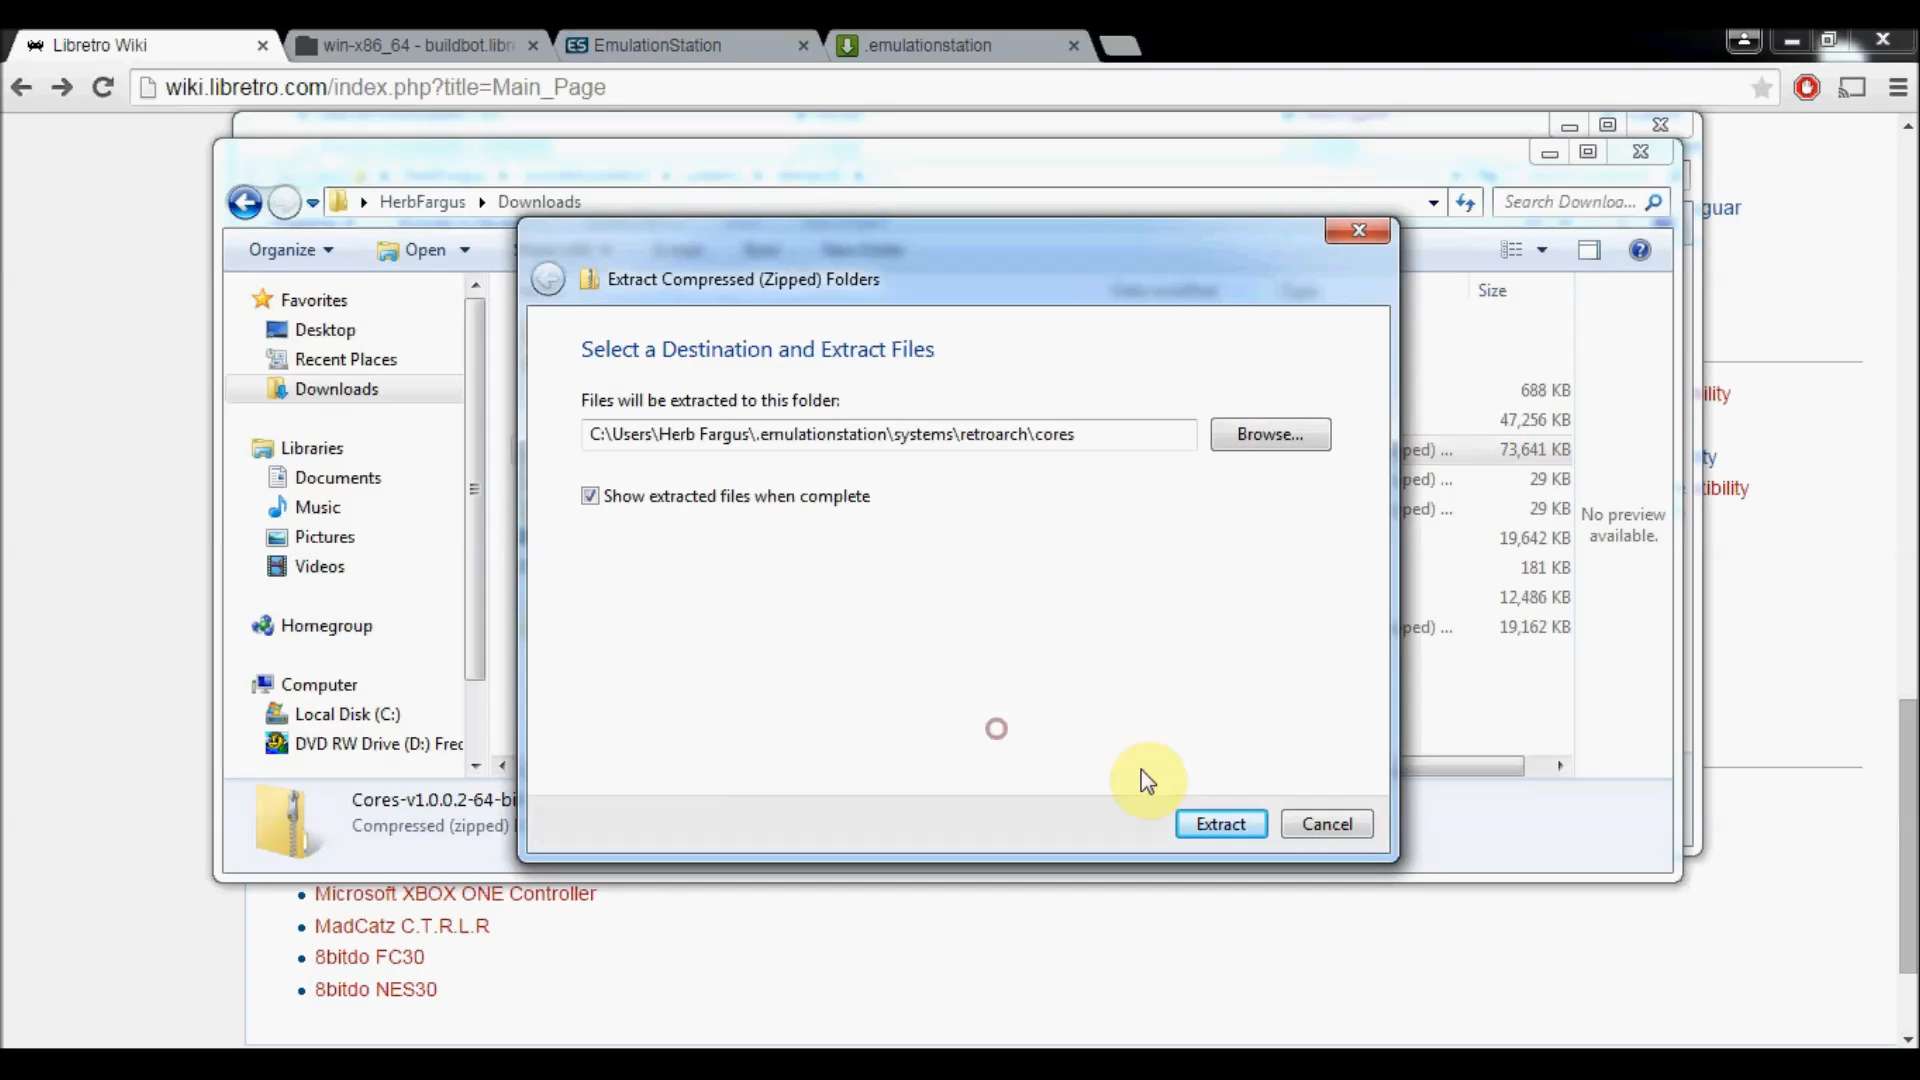 Libretro Wiki
win-x86_64 - buildbot.libr
EmulationStation
.emulationstation
wiki.libretro.com/index.php?title=Main_Page
HerbFargus
Downloads
Search Downloa...
guar
Organize
Open
Extract Compressed (Zipped) Folders
Size
Favorites
Desktop
Recent Places
Downloads
Libraries
Documents
Music
Pictures
Videos
Homegroup
Computer
Local Disk (C:)
DVD RW Drive (D:) Frec
Select a Destination and Extract Files
Files will be extracted to this folder:
C:\Users\Herb Fargus\.emulationstation\systems\retroarch\cores
Browse...
Show extracted files when complete
Extract
Cancel
688 KB
47,256 KB
ped) ... 73,641 KB
ped) ... 29 KB
ped) ... 29 KB
19,642 KB
181 KB
12,486 KB
ped) ... 19,162 KB
No preview
available.
ility
ty
tibility
Cores-v1.0.0.2-64-bi
Compressed (zipped)
Microsoft XBOX ONE Controller
MadCatz C.T.R.L.R
8bitdo FC30
8bitdo NES30